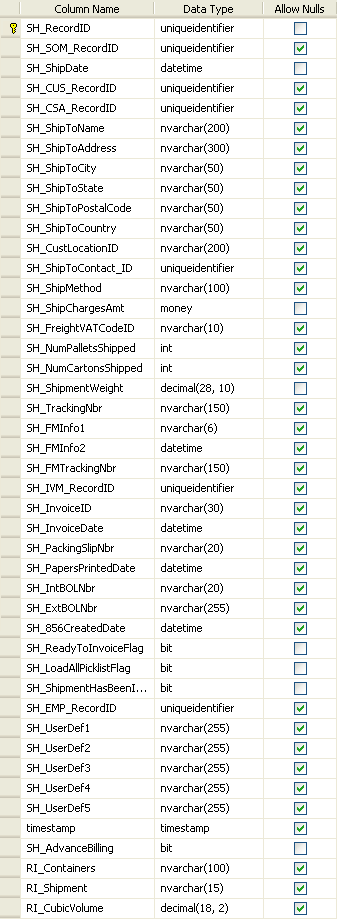 Column Name Data Type Allow Nulls
SH_RecordID uniqueidentifier
SH_SOM_RecordID uniqueidentifier
SH_ShipDate datetime
SH_CUS_RecordID uniqueidentifier
SH_CSA_RecordID uniqueidentifier
SH_ShipToName nvarchar(200)
SH_ShipToAddress nvarchar(300)
SH_ShipToCity nvarchar(50)
SH_ShipToState nvarchar(50)
SH_ShipToPostalCode nvarchar(50)
SH_ShipToCountry nvarchar(50)
SH_CustLocationID nvarchar(200)
SH_ShipToContact_ID uniqueidentifier
SH_ShipMethod nvarchar(100)
SH_ShipChargesAmt money
SH_FreightVATCodeID nvarchar(10)
SH_NumPalletsShipped int
SH_NumCartonsShipped int
SH_ShipmentWeight decimal(28, 10)
SH_TrackingNbr nvarchar(150)
SH_FMInfo1 nvarchar(6)
SH_FMInfo2 datetime
SH_FMTrackingNbr nvarchar(150)
SH_IVM_RecordID uniqueidentifier
SH_InvoiceID nvarchar(30)
SH_InvoiceDate datetime
SH_PackingSlipNbr nvarchar(20)
SH_PapersPrintedDate datetime
SH_IntBOLNbr nvarchar(20)
SH_ExtBOLNbr nvarchar(255)
SH_856CreatedDate datetime
SH_ReadyToInvoiceFlag bit
SH_LoadAllPicklistFlag bit
SH_ShipmentHasBeenI... bit
SH_EMP_RecordID uniqueidentifier
SH_UserDef1 nvarchar(255)
SH_UserDef2 nvarchar(255)
SH_UserDef3 nvarchar(255)
SH_UserDef4 nvarchar(255)
SH_UserDef5 nvarchar(255)
timestamp timestamp
SH_AdvanceBilling bit
RI_Containers nvarchar(100)
RI_Shipment nvarchar(15)
RI_CubicVolume decimal(18, 2)